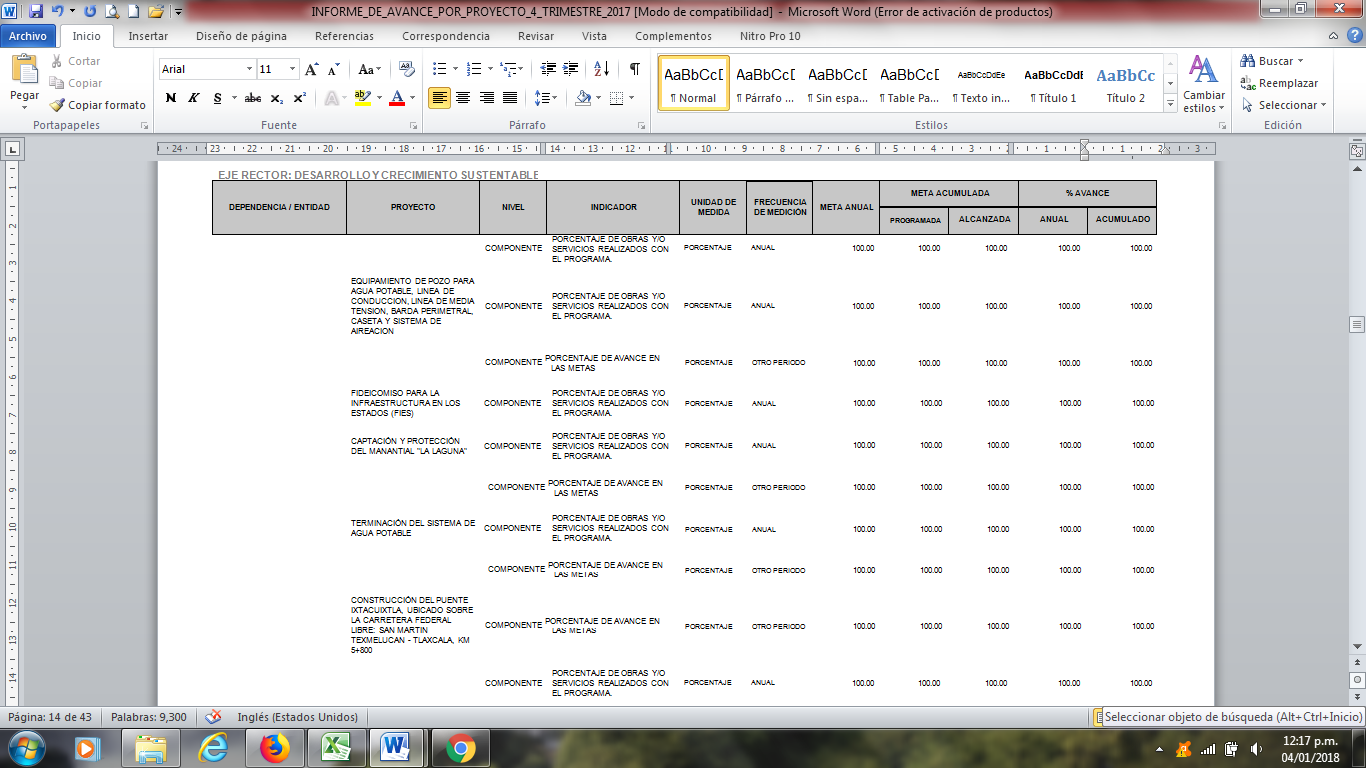 INFORME_DE_AVANCE_POR_PROYECTO_4_TRIMESTRE_2017 [Modo de compatibilidad] - Microsoft Word (Error de activación de productos)
Archivo Inicio Insertar Diseño de página Referencias Correspondencia Revisar Vista Complementos Nitro Pro 10
Pegar
Cortar
Copiar
Copiar formato
Portapapeles
Arial 11
N K S abc x₂ x² A ab A
Fuente
Párrafo
AaBbCcI AaBbCcI AaBbCcI AaBbCcI AaBbCcDdEe AaBbCcDdE AaBbCc
¶ Normal ¶ Párrafo ... ¶ Sin espa... ¶ Table Pa... ¶ Texto in... ¶ Título 1 Título 2
Cambiar estilos
Estilos
Buscar
Reemplazar
Seleccionar
Edición
EJE RECTOR: DESARROLLO Y CRECIMIENTO SUSTENTABLE
DEPENDENCIA / ENTIDAD PROYECTO NIVEL INDICADOR UNIDAD DE MEDIDA FRECUENCIA DE MEDICIÓN META ANUAL META ACUMULADA % AVANCE
PROGRAMADA ALCANZADA ANUAL ACUMULADO
COMPONENTE PORCENTAJE DE OBRAS Y/O SERVICIOS REALIZADOS CON EL PROGRAMA. PORCENTAJE ANUAL 100.00 100.00 100.00 100.00 100.00
EQUIPAMIENTO DE POZO PARA
AGUA POTABLE, LINEA DE
CONDUCCION, LINEA DE MEDIA
TENSION, BARDA PERIMETRAL,
CASETA Y SISTEMA DE
AIREACION
COMPONENTE PORCENTAJE DE OBRAS Y/O SERVICIOS REALIZADOS CON EL PROGRAMA. PORCENTAJE ANUAL 100.00 100.00 100.00 100.00 100.00
COMPONENTE PORCENTAJE DE AVANCE EN LAS METAS PORCENTAJE OTRO PERIODO 100.00 100.00 100.00 100.00 100.00
FIDEICOMISO PARA LA
INFRAESTRUCTURA EN LOS
ESTADOS (FIES)
COMPONENTE PORCENTAJE DE OBRAS Y/O SERVICIOS REALIZADOS CON EL PROGRAMA. PORCENTAJE ANUAL 100.00 100.00 100.00 100.00 100.00
CAPTACIÓN Y PROTECCIÓN
DEL MANANTIAL "LA LAGUNA"
COMPONENTE PORCENTAJE DE OBRAS Y/O SERVICIOS REALIZADOS CON EL PROGRAMA. PORCENTAJE ANUAL 100.00 100.00 100.00 100.00 100.00
COMPONENTE PORCENTAJE DE AVANCE EN LAS METAS PORCENTAJE OTRO PERIODO 100.00 100.00 100.00 100.00 100.00
TERMINACIÓN DEL SISTEMA DE
AGUA POTABLE
COMPONENTE PORCENTAJE DE OBRAS Y/O SERVICIOS REALIZADOS CON EL PROGRAMA. PORCENTAJE ANUAL 100.00 100.00 100.00 100.00 100.00
COMPONENTE PORCENTAJE DE AVANCE EN LAS METAS PORCENTAJE OTRO PERIODO 100.00 100.00 100.00 100.00 100.00
CONSTRUCCIÓN DEL PUENTE
IXTACUIXTLA, UBICADO SOBRE
LA CARRETERA FEDERAL
LIBRE: SAN MARTIN
TEXMELUCAN - TLAXCALA, KM
5+800
COMPONENTE PORCENTAJE DE AVANCE EN LAS METAS PORCENTAJE OTRO PERIODO 100.00 100.00 100.00 100.00 100.00
COMPONENTE PORCENTAJE DE OBRAS Y/O SERVICIOS REALIZADOS CON EL PROGRAMA. PORCENTAJE ANUAL 100.00 100.00 100.00 100.00 100.00
Página: 14 de 43 Palabras: 9,300 Inglés (Estados Unidos) Seleccionar objeto de búsqueda (Alt+Ctrl+Inicio)
12:17 p.m.
04/01/2018